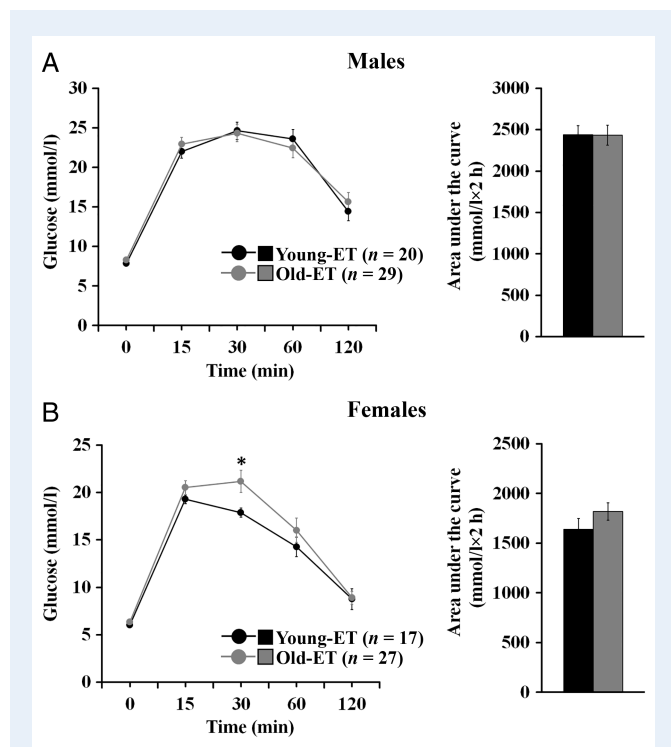 A
Males
30
25
20
15
10
5
0
Glucose (mmol/l)
Young-ET (n = 20)
Old-ET (n = 29)
0 15 30 60 120
Time (min)
3000
2500
2000
1500
1000
500
0
Area under the curve
(mmol/l×2 h)
B
Females
25
20
15
10
5
0
Glucose (mmol/l)
*
Young-ET (n = 17)
Old-ET (n = 27)
0 15 30 60 120
Time (min)
2500
2000
1500
1000
500
0
Area under the curve
(mmol/l×2 h)